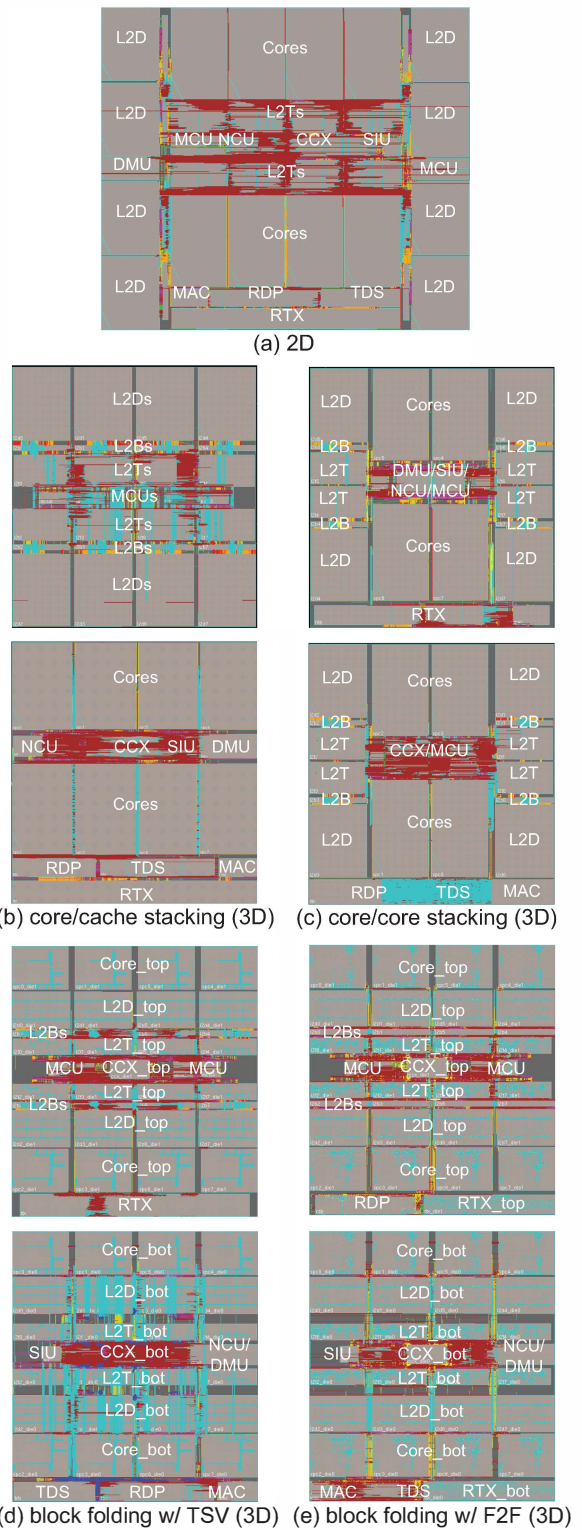 L2D Cores L2D
L2D L2Ts L2D
MCU NCU CCX SIU
DMU L2Ts MCU
L2D Cores L2D
L2D MAC RDP TDS L2D
RTX
(a) 2D
L2Ds
L2Bs
L2Ts
MCUs
L2Ts
L2Bs
L2Ds
Cores
NCU CCX SIU DMU
Cores
RDP TDS MAC
RTX
(b) core/cache stacking (3D)
L2D Cores L2D
L2B L2B
L2T DMU/SIU/ L2T
L2T NCU/MCU L2T
L2B L2B
L2D Cores L2D
RTX
L2D Cores L2D
L2B L2B
L2T CCX/MCU L2T
L2T L2T
L2B L2B
L2D Cores L2D
RDP TDS MAC
(c) core/core stacking (3D)
Core_top
L2D_top
L2Bs
L2T_top
MCU CCX_top MCU
L2T_top
L2Bs
L2D_top
Core_top
RTX
Core_bot
L2D_bot
L2T_bot
SIU CCX_bot NCU/
DMU
L2T_bot
L2D_bot
Core_bot
TDS RDP MAC
(d) block folding w/ TSV (3D)
Core_top
L2D_top
L2Bs
L2T_top
MCU CCX_top MCU
L2T_top
L2Bs
L2D_top
Core_top
RDP RTX_top
Core_bot
L2D_bot
L2T_bot
SIU CCX_bot NCU/
DMU
L2T_bot
L2D_bot
Core_bot
MAC TDS RTX_bot
(e) block folding w/ F2F (3D)